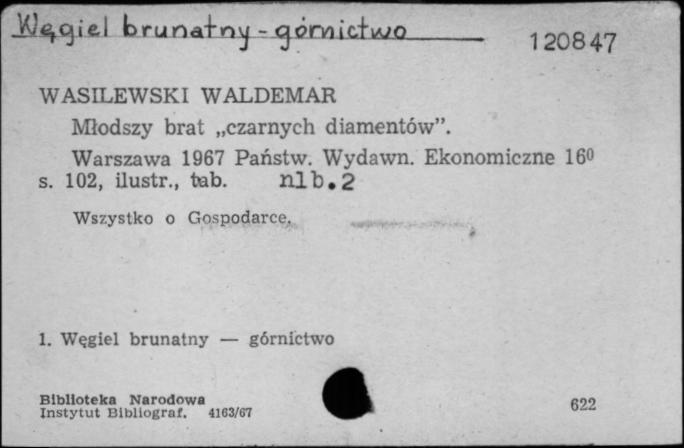 Węgiel brunatny - górnictwo
120847
WASILEWSKI WALDEMAR
Młodszy brat „czarnych diamentów”.
Warszawa 1967 Państw. Wydawn. Ekonomiczne 16⁰
s. 102, ilustr., tab. nlb.2
Wszystko o Gospodarce.
1. Węgiel brunatny — górnictwo
Biblioteka Narodowa
Instytut Bibliograf. 4163/67
622